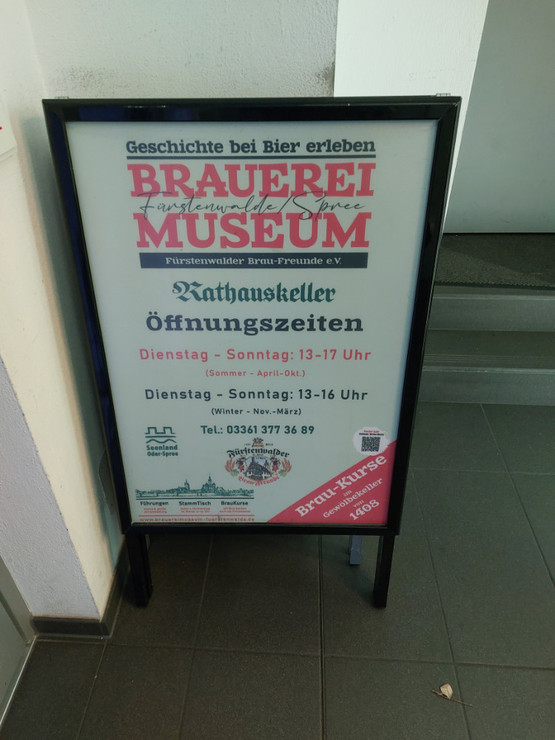 Geschichte bei Bier erleben
BRAUEREI
Fürstenwalde/Spree
MUSEUM
Fürstenwalder Brau-Freunde e.V.
Rathauskeller
Öffnungszeiten
Dienstag - Sonntag: 13-17 Uhr
(Sommer - April-Okt.)
Dienstag - Sonntag: 13-16 Uhr
(Winter - Nov.-März)
Tel.: 03361 377 36 89
Seenland
Oder-Spree
Fürstenwalder
Brau-Kurse
im
Gewölbekeller
von
1408
Führungen
Stammtisch
Braukurse